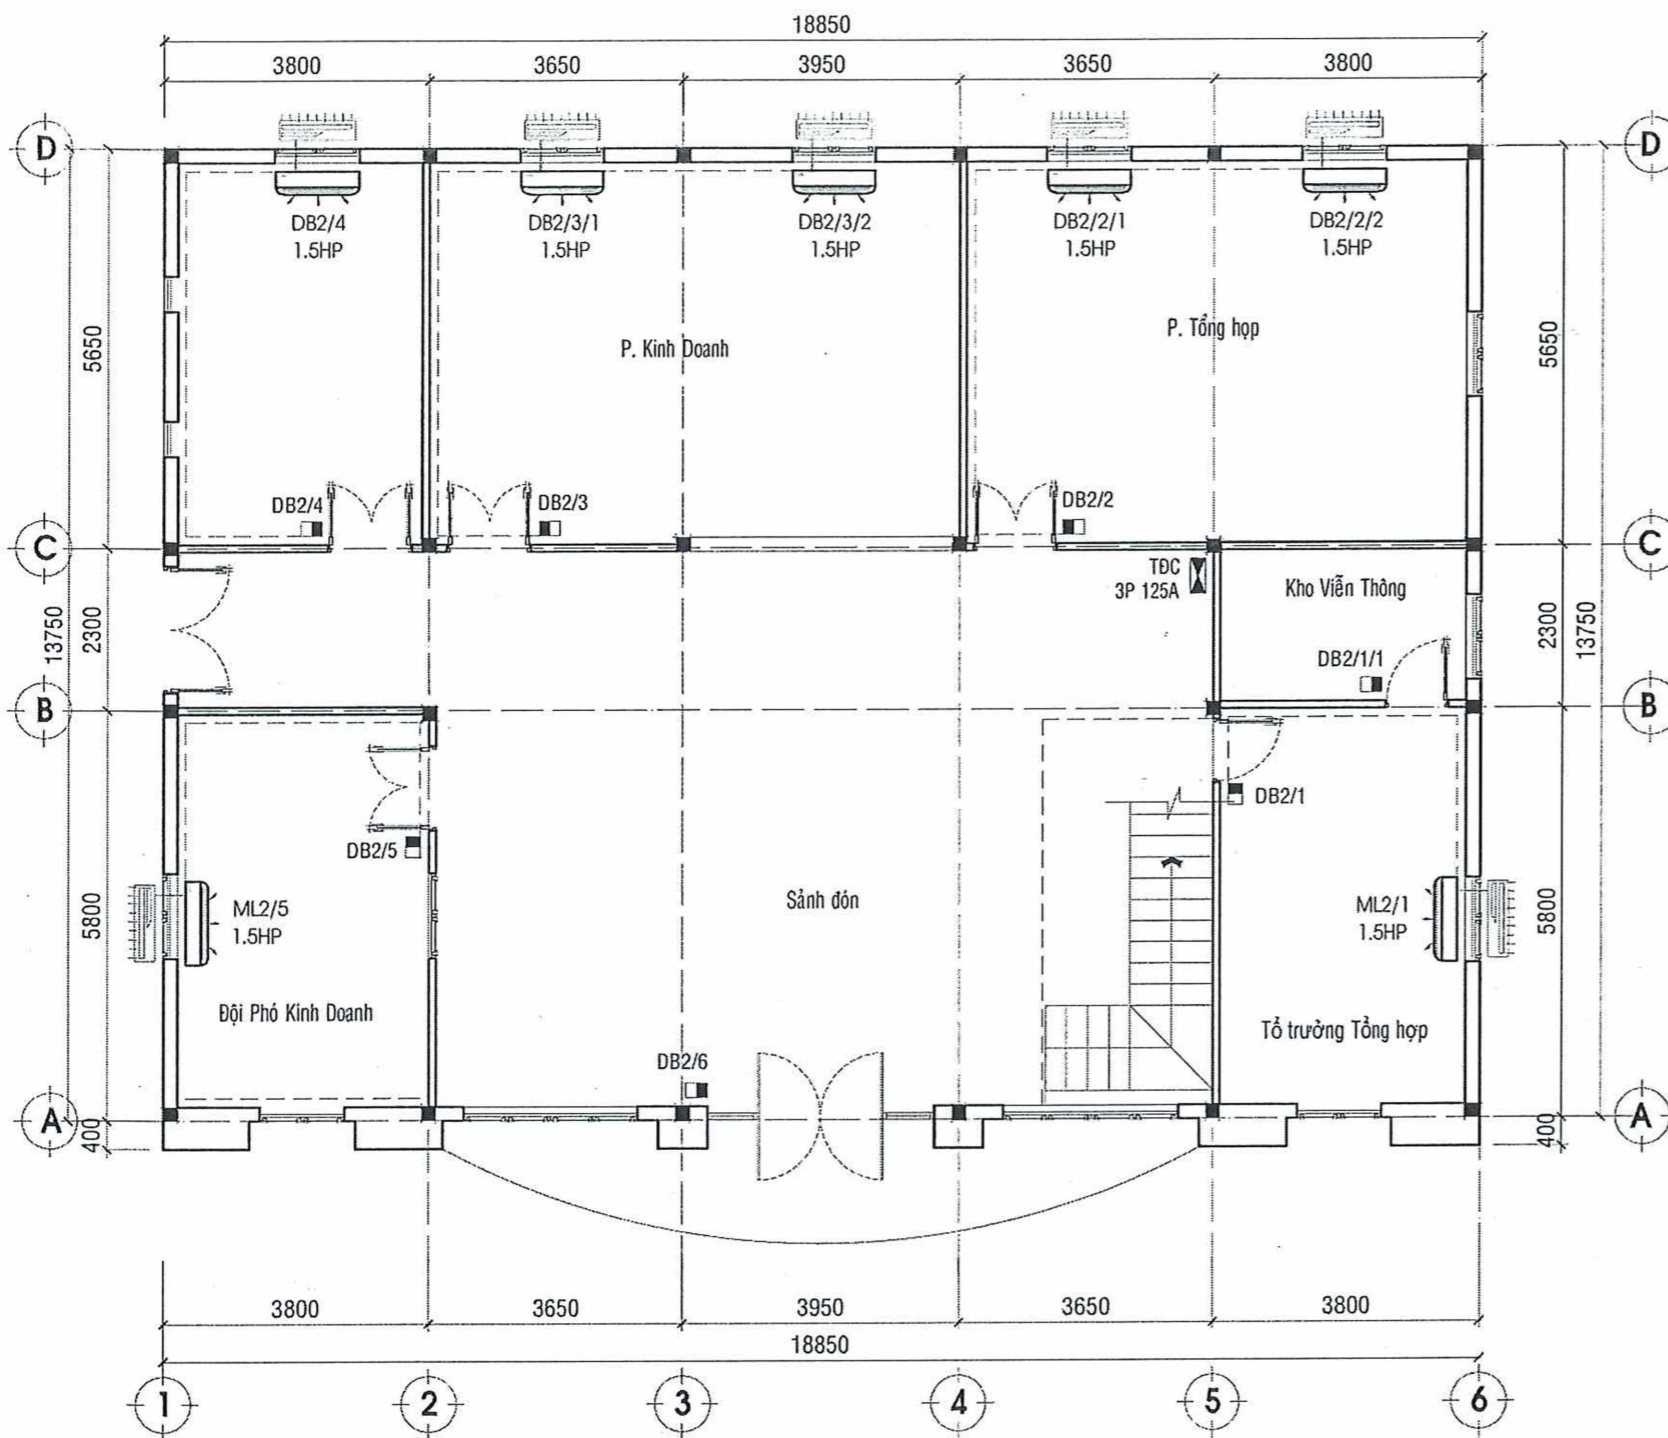 18850
3800 3650 3950 3650 3800
D D
DB2/4 DB2/3/1 DB2/3/2 DB2/2/1 DB2/2/2
1.5HP 1.5HP 1.5HP 1.5HP 1.5HP
5650 P. Kinh Doanh P. Tổng họp 5650
DB2/4 DB2/3 DB2/2
C C
TĐC
3P 125A
Kho Viễn Thông
13750 2300 2300 13750
DB2/1/1
B B
DB2/1
DB2/5
5800 5800
ML2/5
1.5HP
Sảnh đón
ML2/1
1.5HP
Đội Phó Kinh Doanh
Tổ trưởng Tổng họp
DB2/6
A A
400 400
3800 3650 3950 3650 3800
18850
1 2 3 4 5 6